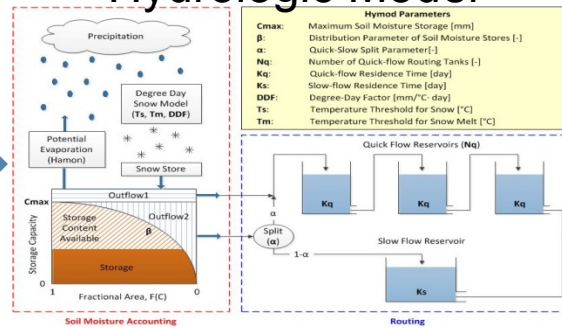 Hydrologic Model
Precipitation
Degree Day
Snow Model
(Ts, Tm, DDF)
Potential
Evaporation
(Hamon)
Snow Store
Outflow1
Cmax
Outflow2
Storage
Content
Available
β
Storage
Storage Capacity
0
1
0
Fractional Area, F(C)
Soil Moisture Accounting
Hymod Parameters
Cmax: Maximum Soil Moisture Storage [mm]
β: Distribution Parameter of Soil Moisture Stores [-]
α: Quick-Slow Split Parameter[-]
Nq: Number of Quick-flow Routing Tanks [-]
Kq: Quick-flow Residence Time [day]
Ks: Slow-flow Residence Time [day]
DDF: Degree-Day Factor [mm/°C- day]
Ts: Temperature Threshold for Snow [°C]
Tm: Temperature Threshold for Snow Melt [°C]
Quick Flow Reservoirs (Nq)
Kq
Kq
Kq
α
Split
(α)
1-α
Slow Flow Reservoir
Ks
Routing